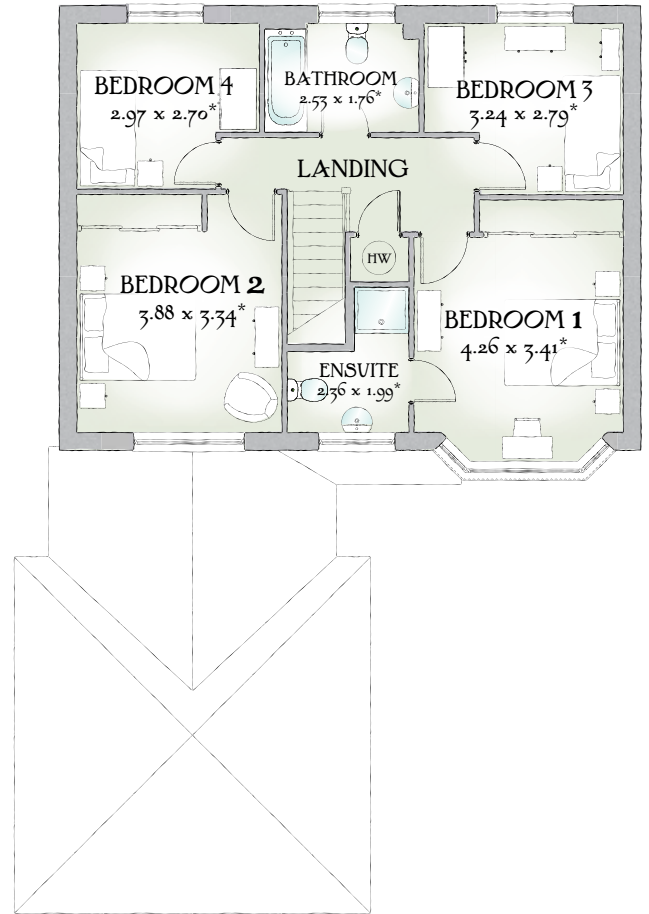 BEDROOM 4
2.97 x 2.70*
BATHROOM
2.53 x 1.76*
BEDROOM 3
3.24 x 2.79*
LANDING
HW
BEDROOM 2
3.88 x 3.34*
BEDROOM 1
4.26 x 3.41*
ENSUITE
2.36 x 1.99*